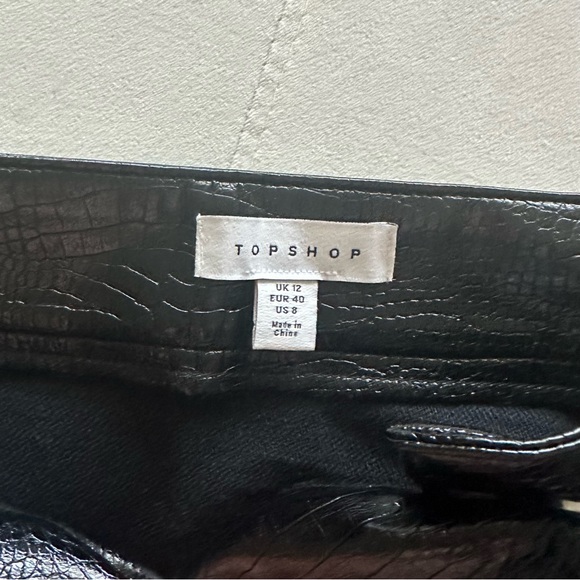 TOPSHOP
UK 12
EUR 40
US 8
Made in
China